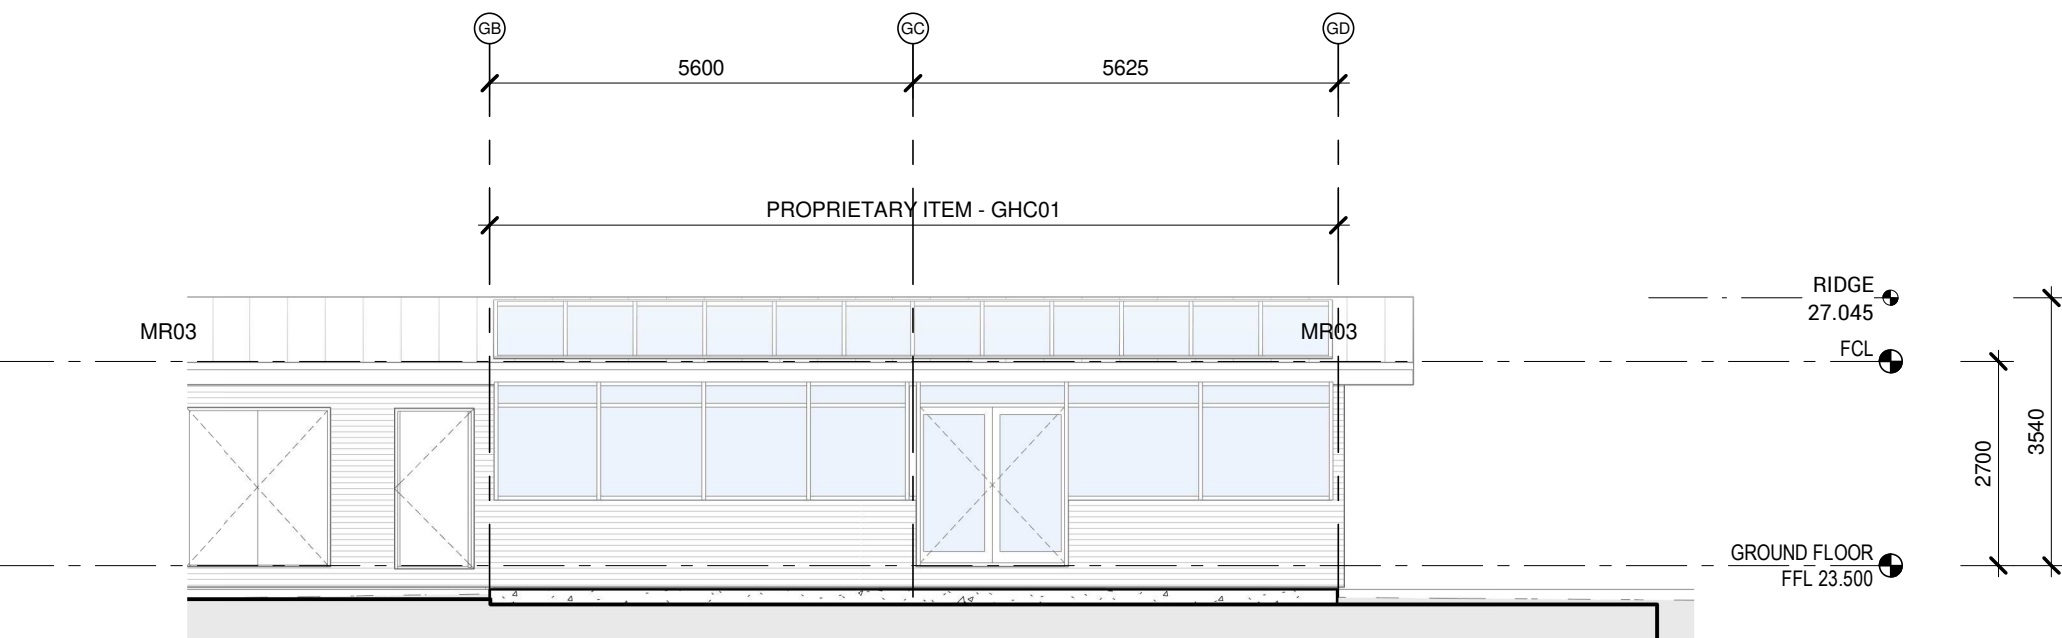 GB
GC
GD
5600
5625
PROPRIETARY ITEM - GHC01
RIDGE
27.045
MR03
MR03
FCL
3540
2700
GROUND FLOOR
FFL 23.500